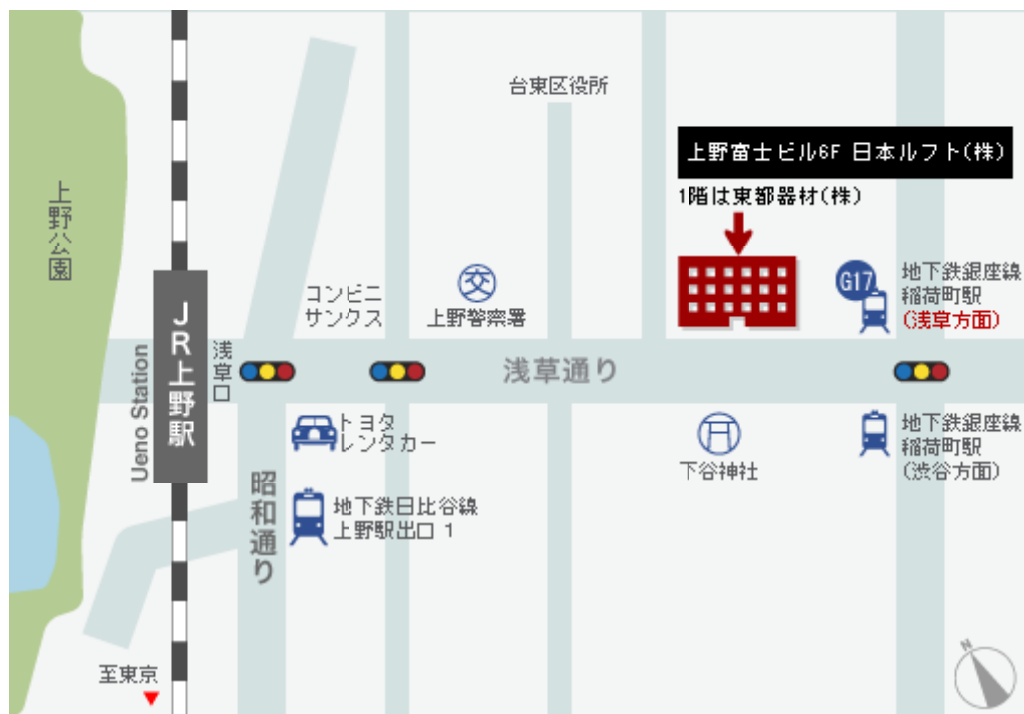 台東区役所
上野富士ビル6F 日本ルフト(株)
1階は東都器材(株)
上野公園
JR上野駅
Ueno Station
浅草口
コンビニ
サンクス
交
上野警察署
G17
地下鉄銀座線
稲荷町駅
(浅草方面)
浅草通り
トヨタ
レンタカー
下谷神社
地下鉄銀座線
稲荷町駅
(渋谷方面)
昭和通り
地下鉄日比谷線
上野駅出口 1
至東京
N